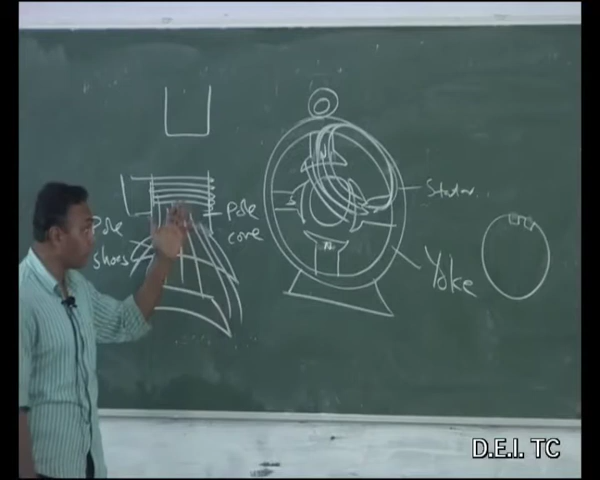 Pole
shoes
Pole
core
N
N
Stator
Yoke
D.E.I. TC